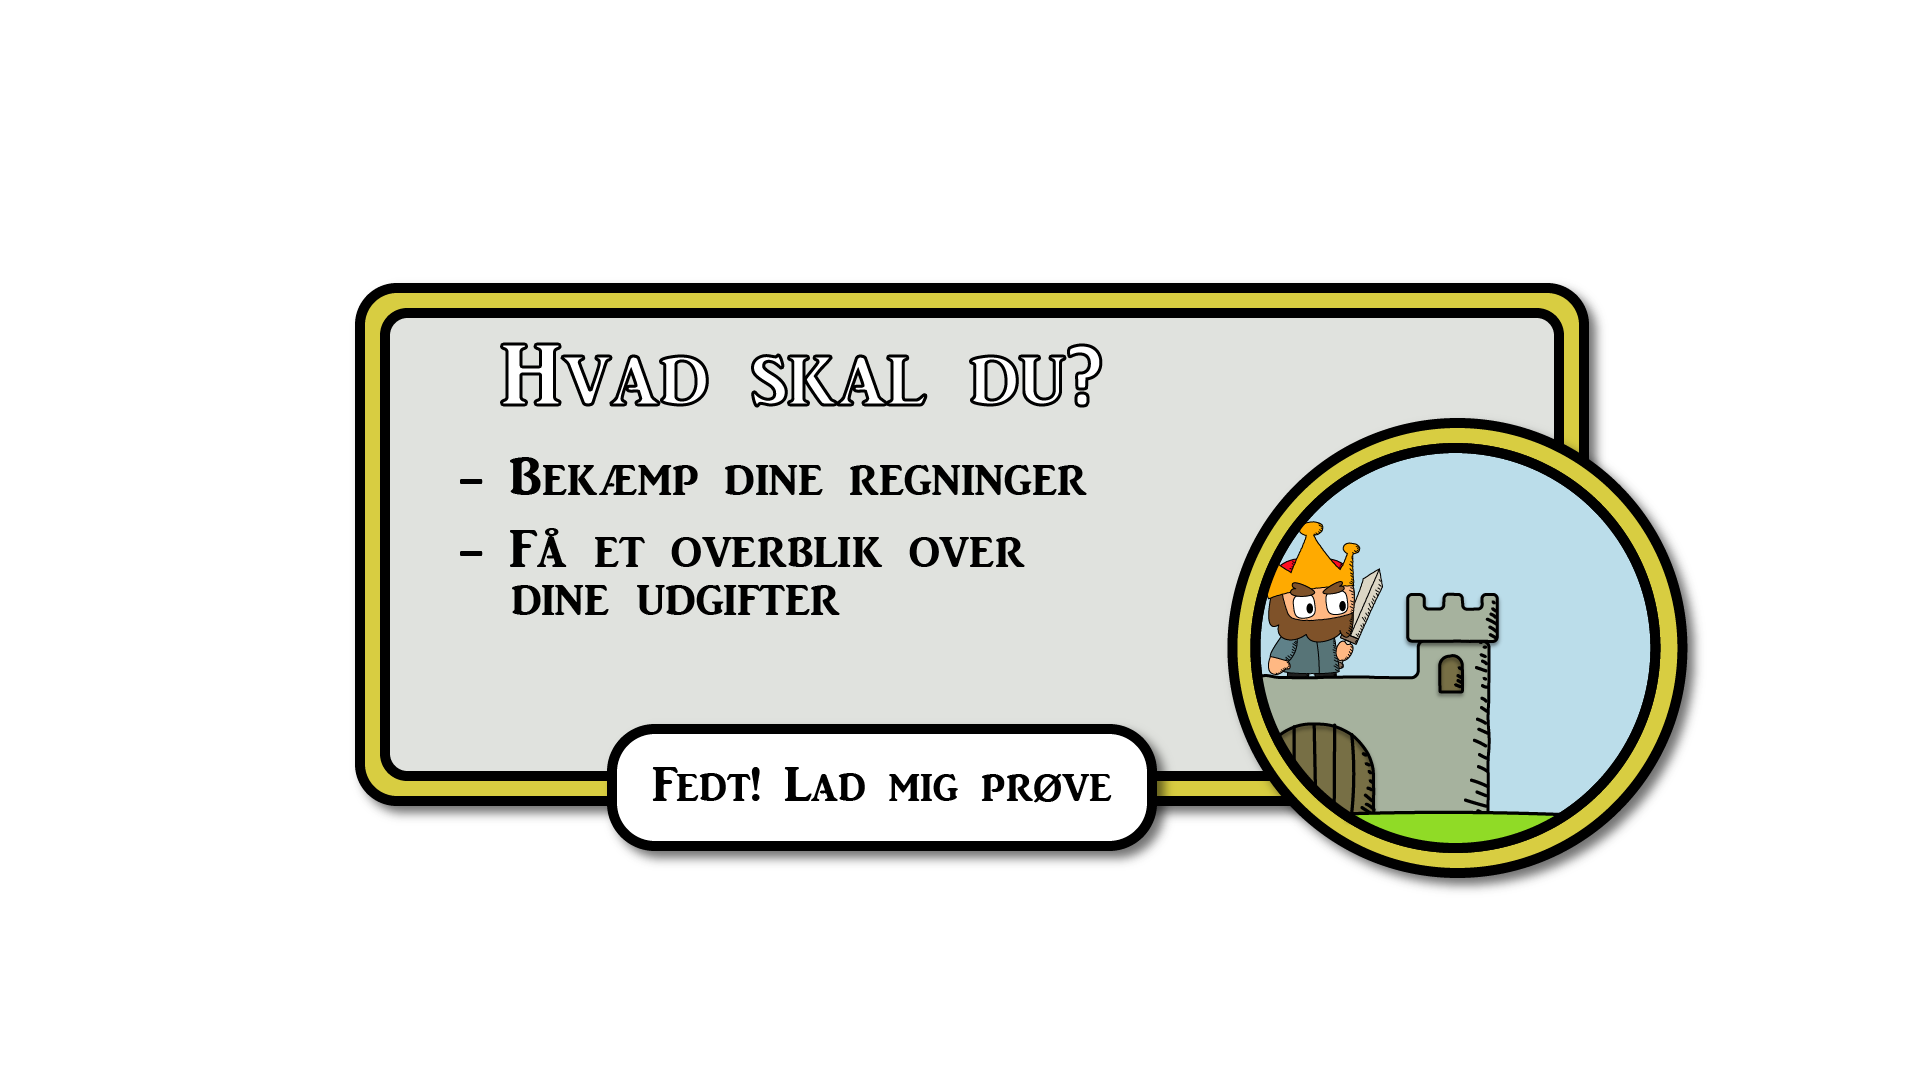 Hvad skal du?
- Bekæmp dine regninger
- Få et overblik over
dine udgifter
Fedt! Lad mig prøve